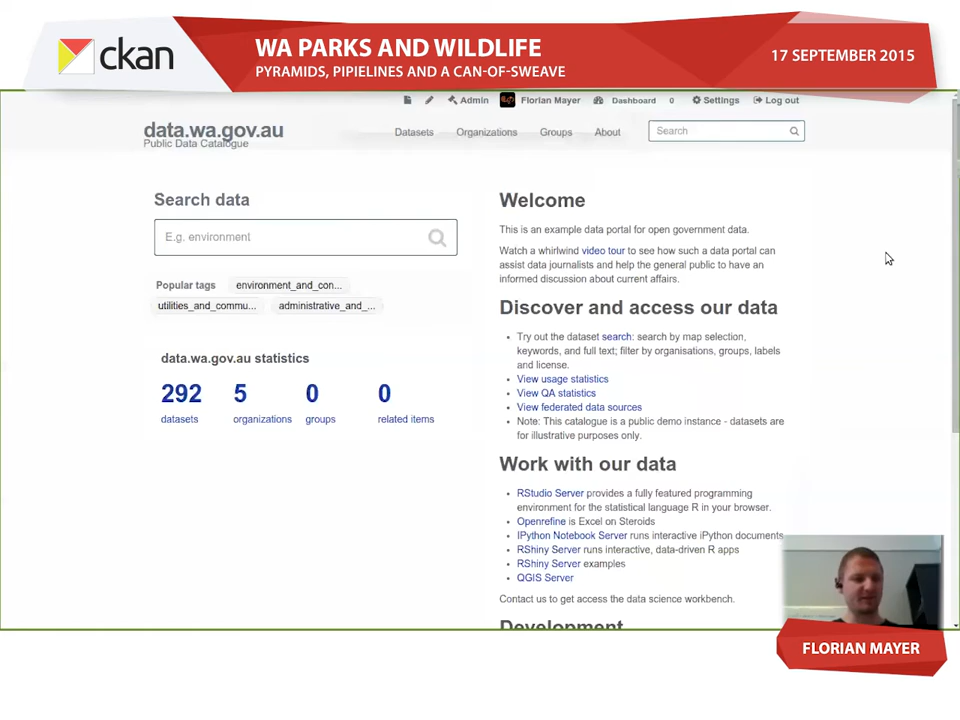 ckan
WA PARKS AND WILDLIFE
PYRAMIDS, PIPIELINES AND A CAN-OF-SWEAVE
17 SEPTEMBER 2015
Admin Florian Mayer Dashboard 0 Settings Log out
data.wa.gov.au
Public Data Catalogue
Datasets Organizations Groups About Search
Search data
E.g. environment
Popular tags environment_and_con...
utilities_and_commu... administrative_and_...
data.wa.gov.au statistics
292 5 0 0
datasets organizations groups related items
Welcome
This is an example data portal for open government data.
Watch a whirlwind video tour to see how such a data portal can
assist data journalists and help the general public to have an
informed discussion about current affairs.
Discover and access our data
• Try out the dataset search: search by map selection,
keywords, and full text; filter by organisations, groups, labels
and license.
• View usage statistics
• View QA statistics
• View federated data sources
• Note: This catalogue is a public demo instance - datasets are
for illustrative purposes only.
Work with our data
• RStudio Server provides a fully featured programming
environment for the statistical language R in your browser.
• Openrefine is Excel on Steroids
• IPython Notebook Server runs interactive iPython documents
• RShiny Server runs interactive, data-driven R apps
• RShiny Server examples
• QGIS Server
Contact us to get access the data science workbench.
Development
FLORIAN MAYER